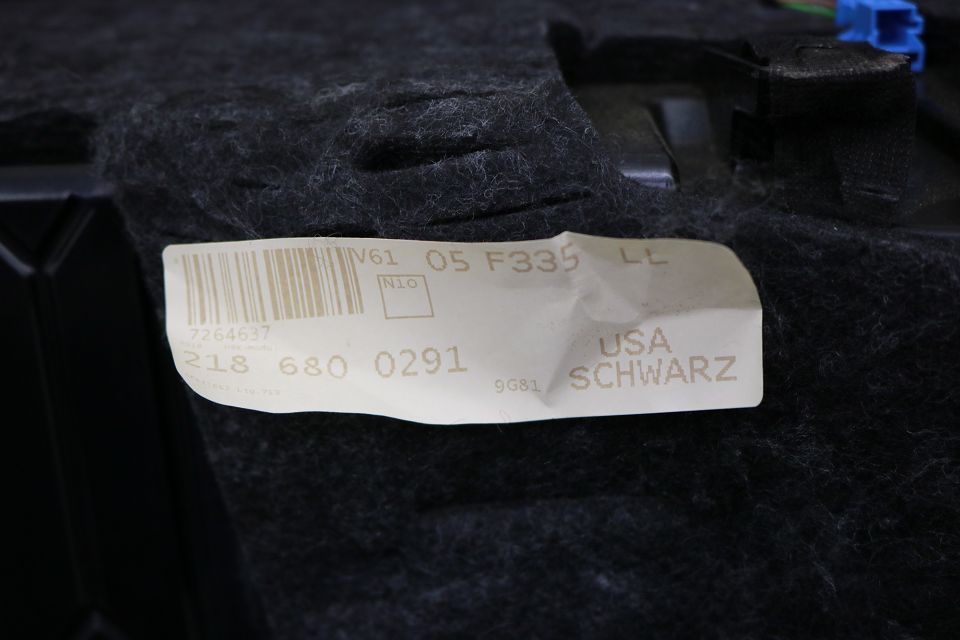 V61 05 F335 LL
N10
7264637
218 680 0291
USA
9G81 SCHWARZ